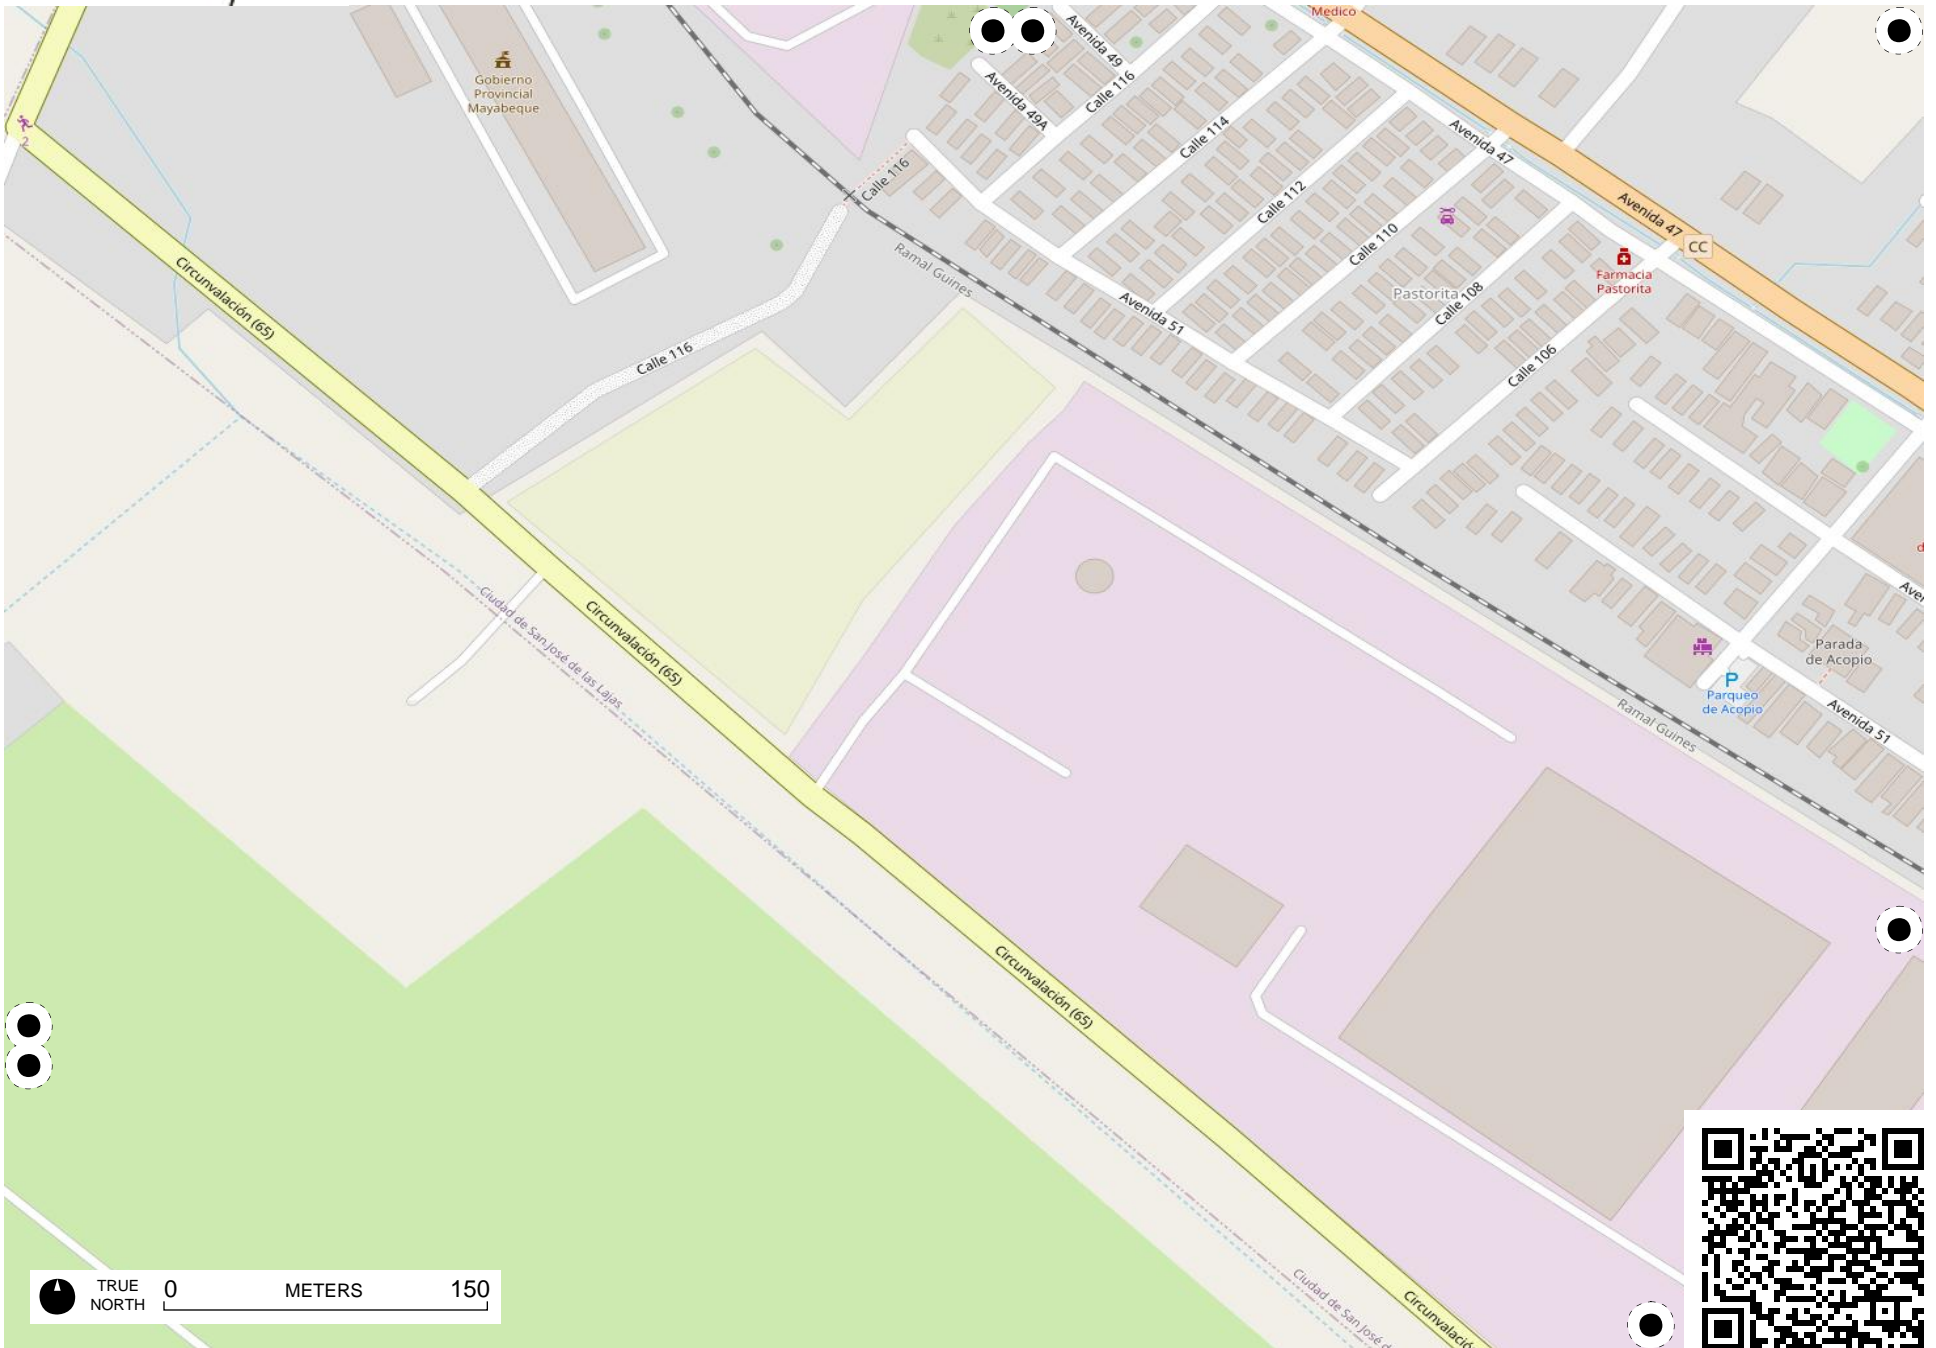 Medico
Avenida 49
Gobierno
Provincial
Mayabeque
Avenida 49A
Calle 116
Calle 114
Avenida 47
2
Calle 116
Calle 112
Avenida 47
CC
Circunvalación (65)
Ramal Guines
Calle 110
Farmacia
Pastorita
Pastorita
Calle 108
Avenida 51
Calle 116
Calle 106
Ciudad de San José de las Lajas
Circunvalación (65)
Parada
de Acopio
P
Parqueo
de Acopio
Ramal Guines
Avenida 51
Circunvalación (65)
TRUE
NORTH
0 METERS 150
Ciudad de San José d
Circunvalació